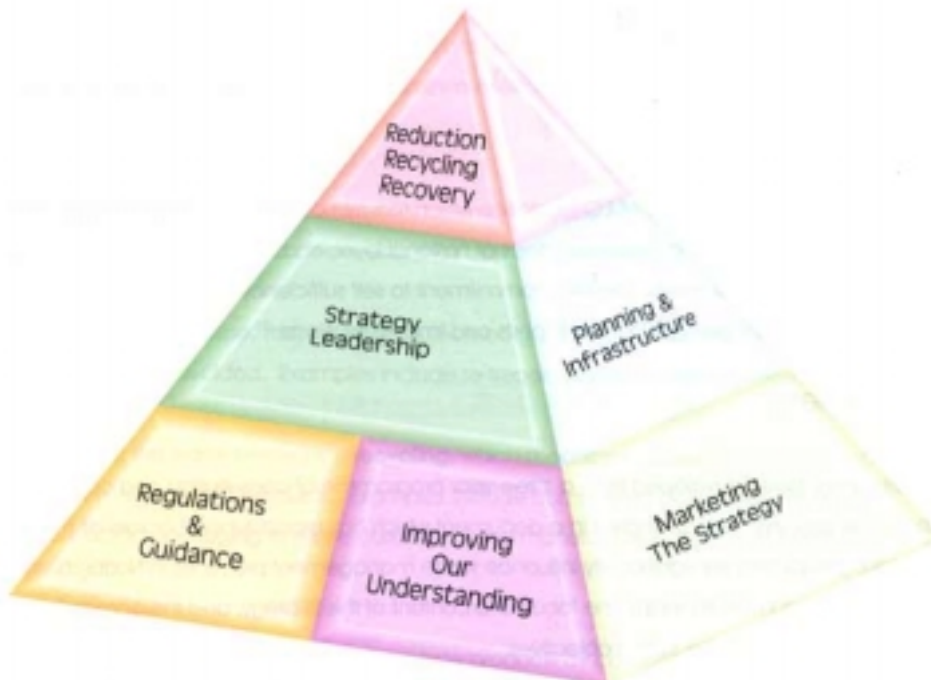 Reduction
Recycling
Recovery
Strategy
Leadership
Planning &
Infrastructure
Regulations
&
Guidance
Improving
Our
Understanding
Marketing
The Strategy